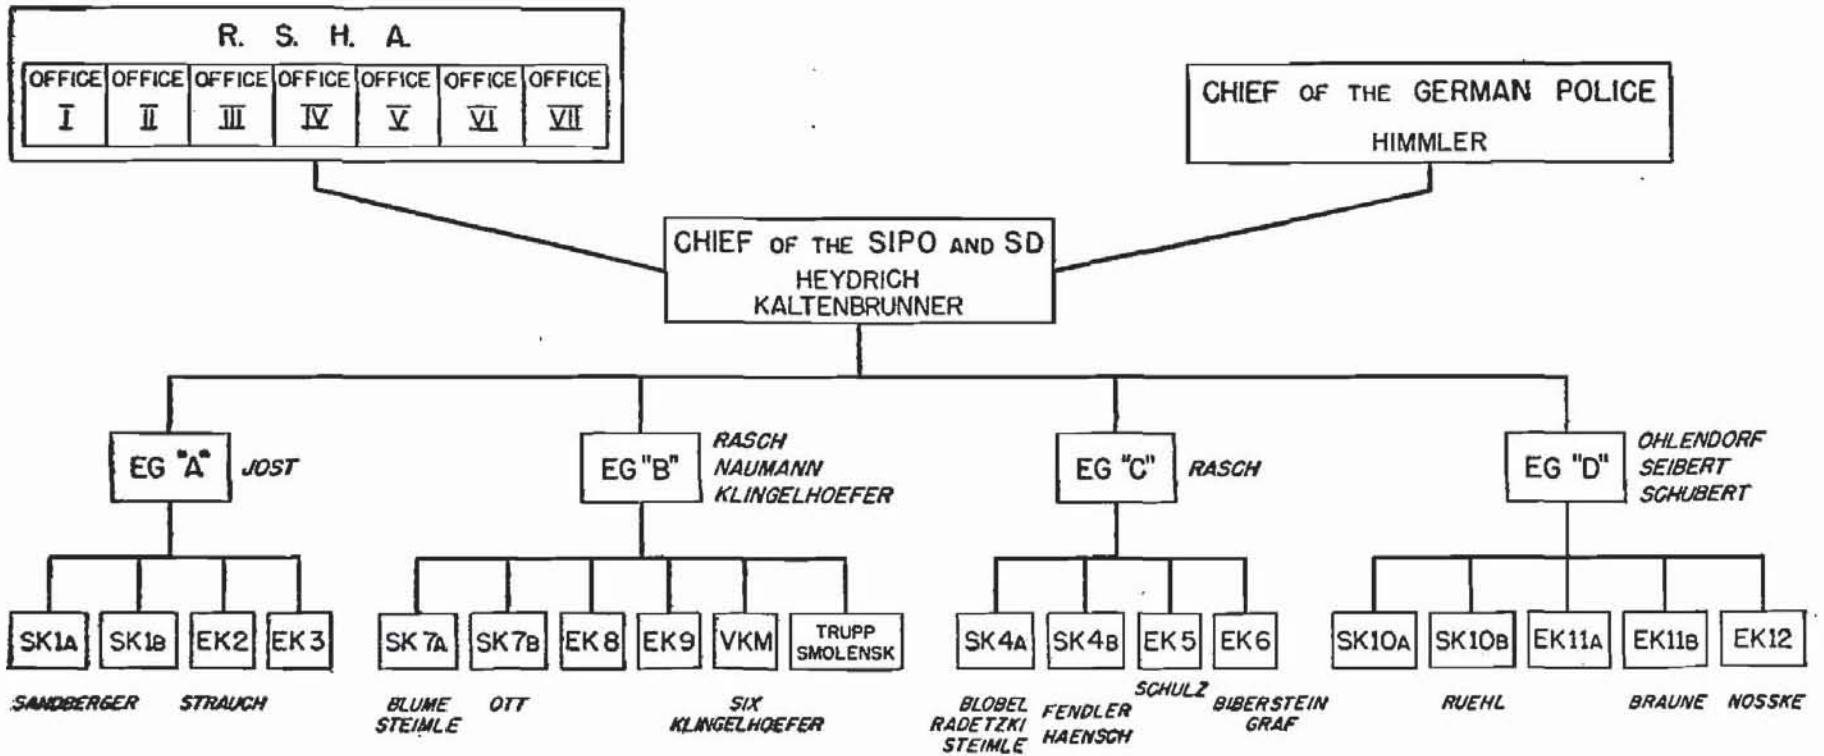 R. S. H. A.
OFFICE I
OFFICE II
OFFICE III
OFFICE IV
OFFICE V
OFFICE VI
OFFICE VII
CHIEF OF THE GERMAN POLICE
HIMMLER
CHIEF OF THE SIPO AND SD
HEYDRICH
KALTENBRUNNER
EG "A"
JOST
EG "B"
RASCH
NAUMANN
KLINGELHOEFER
EG "C"
RASCH
EG "D"
OHLENDORF
SEIBERT
SCHUBERT
SK1A
SK1B
EK2
EK3
SK7A
SK7B
EK8
EK9
VKM
TRUPP
SMOLENSK
SK4A
SK4B
EK5
EK6
SK10A
SK10B
EK11A
EK11B
EK12
SANDBERGER
STRAUCH
BLUME
STEIMLE
OTT
SIX
KLINGELHOEFER
BLOBEL
RADETZKI
STEIMLE
FENDLER
HAENSCH
SCHULZ
BIBERSTEIN
GRAF
RUEHL
BRAUNE
NOSSKE